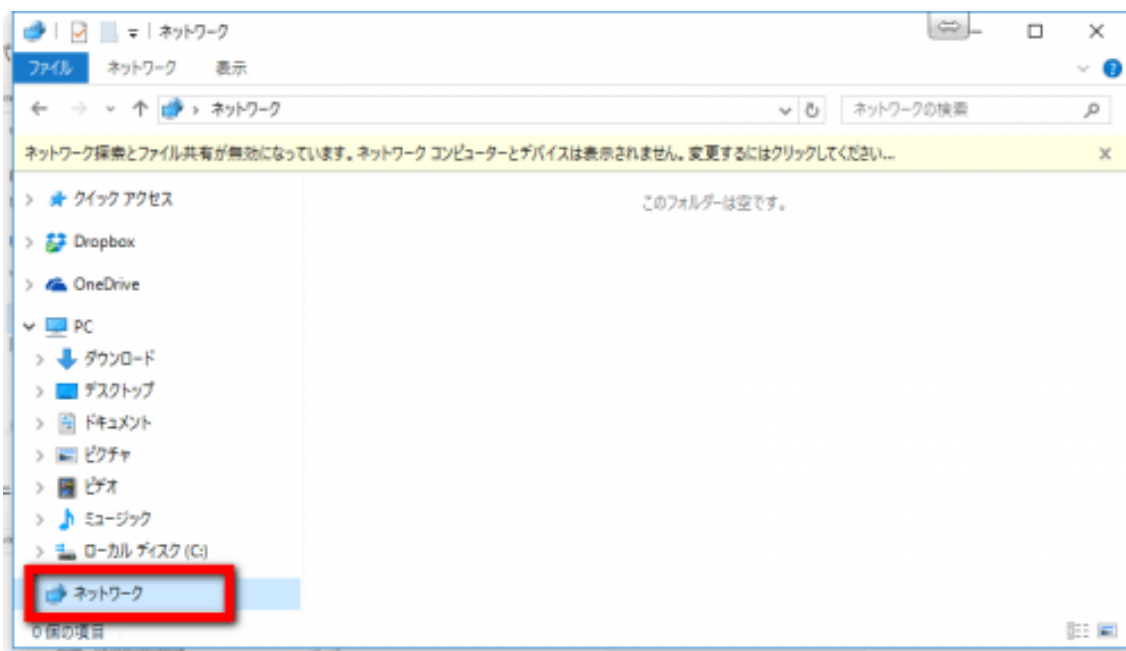 ネットワーク
ファイル ネットワーク 表示
ネットワーク ネットワークの検索
ネットワーク探索とファイル共有が無効になっています。ネットワーク コンピューターとデバイスは表示されません。変更するにはクリックしてください...
クイック アクセス
このフォルダーは空です。
Dropbox
OneDrive
PC
ダウンロード
デスクトップ
ドキュメント
ピクチャ
ビデオ
ミュージック
ローカル ディスク (C:)
ネットワーク
0 個の項目